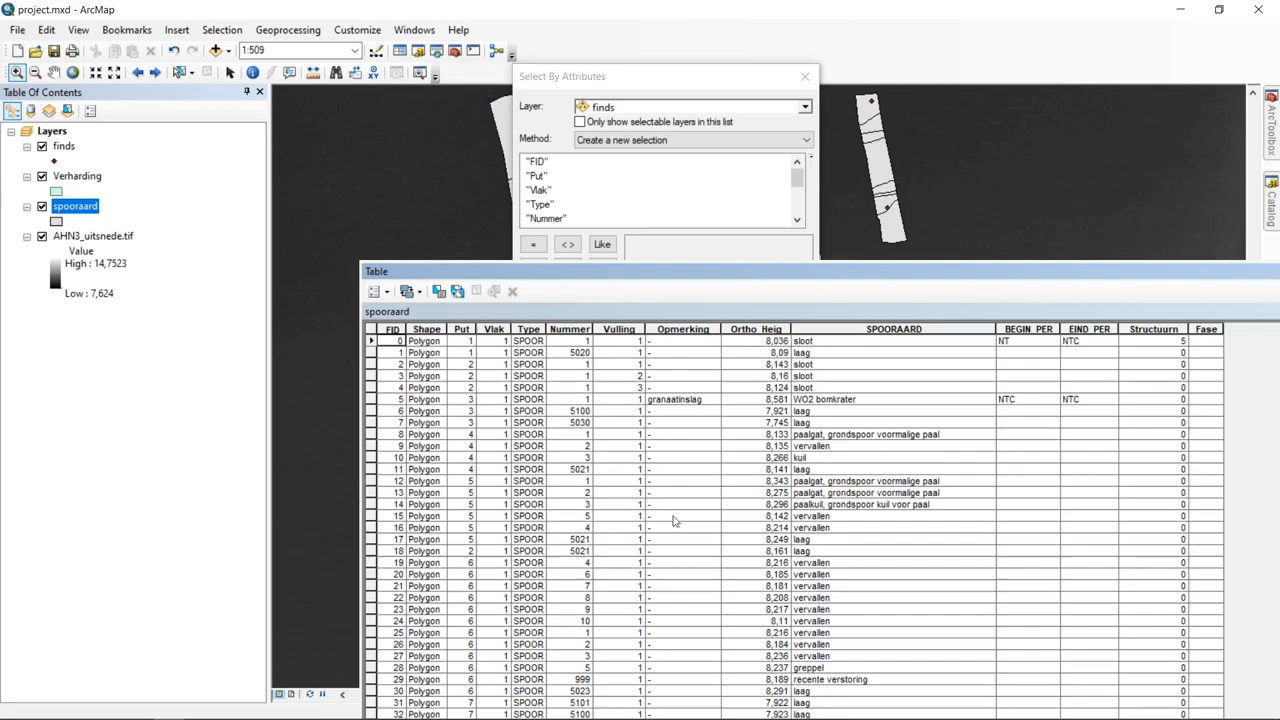 project.mxd - ArcMap
File Edit View Bookmarks Insert Selection Geoprocessing Customize Windows Help
1:509
Table Of Contents
Layers
finds
Verharding
spooraard
AHN3_uitsnede.tif
Value
High : 14,7523
Low : 7,624
Select By Attributes
Layer: finds
Only show selectable layers in this list
Method: Create a new selection
"FID"
"Put"
"Vlak"
"Type"
"Nummer"
= < > Like
ArcToolbox
Catalog
Table
spooraard
FID Shape Put Vlak Type Nummer Vulling Opmerking Ortho_Heig SPOORAARD BEGIN_PER EIND_PER Structuurn Fase
0 Polygon 1 1 SPOOR 1 1 - 8,036 sloot NT NTC 5
1 Polygon 1 1 SPOOR 5020 1 - 8,09 laag 0
2 Polygon 2 1 SPOOR 1 1 - 8,143 sloot 0
3 Polygon 2 1 SPOOR 1 2 - 8,16 sloot 0
4 Polygon 2 1 SPOOR 1 3 - 8,124 sloot 0
5 Polygon 3 1 SPOOR 1 1 granaatinslag 8,581 WO2 bomkrater NTC NTC 0
6 Polygon 3 1 SPOOR 5100 1 - 7,921 laag 0
7 Polygon 3 1 SPOOR 5030 1 - 7,745 laag 0
8 Polygon 4 1 SPOOR 1 1 - 8,133 paalgat, grondspoor voormalige paal 0
9 Polygon 4 1 SPOOR 2 1 - 8,135 vervallen 0
10 Polygon 4 1 SPOOR 3 1 - 8,266 kuil 0
11 Polygon 4 1 SPOOR 5021 1 - 8,141 laag 0
12 Polygon 5 1 SPOOR 1 1 - 8,343 paalgat, grondspoor voormalige paal 0
13 Polygon 5 1 SPOOR 2 1 - 8,275 paalgat, grondspoor voormalige paal 0
14 Polygon 5 1 SPOOR 3 1 - 8,296 paalkuil, grondspoor kuil voor paal 0
15 Polygon 5 1 SPOOR 5 1 - 8,142 vervallen 0
16 Polygon 5 1 SPOOR 4 1 - 8,214 vervallen 0
17 Polygon 5 1 SPOOR 5021 1 - 8,249 laag 0
18 Polygon 2 1 SPOOR 5021 1 - 8,161 laag 0
19 Polygon 6 1 SPOOR 4 1 - 8,216 vervallen 0
20 Polygon 6 1 SPOOR 6 1 - 8,185 vervallen 0
21 Polygon 6 1 SPOOR 7 1 - 8,181 vervallen 0
22 Polygon 6 1 SPOOR 8 1 - 8,208 vervallen 0
23 Polygon 6 1 SPOOR 9 1 - 8,217 vervallen 0
24 Polygon 6 1 SPOOR 10 1 - 8,11 vervallen 0
25 Polygon 6 1 SPOOR 1 1 - 8,216 vervallen 0
26 Polygon 6 1 SPOOR 2 1 - 8,184 vervallen 0
27 Polygon 6 1 SPOOR 3 1 - 8,236 vervallen 0
28 Polygon 6 1 SPOOR 5 1 - 8,237 greppel 0
29 Polygon 6 1 SPOOR 999 1 - 8,189 recente verstoring 0
30 Polygon 6 1 SPOOR 5023 1 - 8,291 laag 0
31 Polygon 7 1 SPOOR 5101 1 - 7,922 laag 0
32 Polygon 7 1 SPOOR 5100 1 - 7,923 laag 0